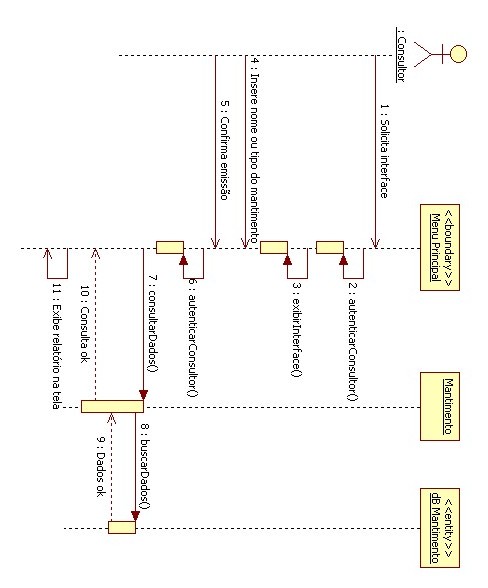 : Consultor
<<boundary>>
Menu Principal
Mantimento
<<entity>>
dB Mantimento
1 : Solicita interface
2 : autenticarConsultor()
3 : exibirInterface()
4 : Insere nome ou tipo do mantimento
5 : Confirma emissão
6 : autenticarConsultor()
7 : consultarDados()
8 : buscarDados()
9 : Dados ok
10 : Consulta ok
11 : Exibe relatório na tela